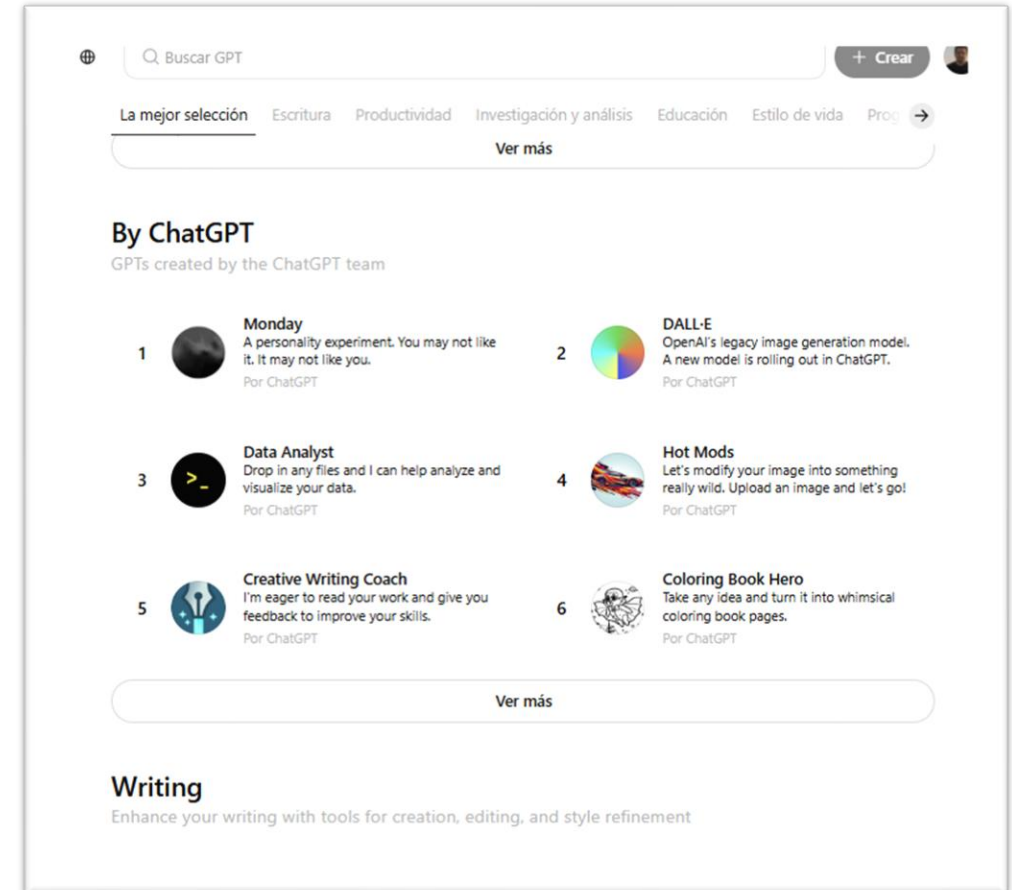 Buscar GPT
+ Crear
La mejor selección
Escritura
Productividad
Investigación y análisis
Educación
Estilo de vida
Prog
Ver más
By ChatGPT
GPTs created by the ChatGPT team
1
Monday
A personality experiment. You may not like
it. It may not like you.
Por ChatGPT
2
DALL·E
OpenAI's legacy image generation model.
A new model is rolling out in ChatGPT.
Por ChatGPT
3
>_
Data Analyst
Drop in any files and I can help analyze and
visualize your data.
Por ChatGPT
4
Hot Mods
Let's modify your image into something
really wild. Upload an image and let's go!
Por ChatGPT
5
Creative Writing Coach
I'm eager to read your work and give you
feedback to improve your skills.
Por ChatGPT
6
Coloring Book Hero
Take any idea and turn it into whimsical
coloring book pages.
Por ChatGPT
Ver más
Writing
Enhance your writing with tools for creation, editing, and style refinement